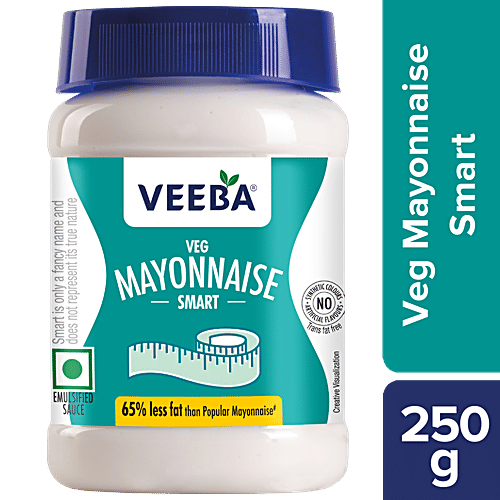 VEEBA®
VEG
MAYONNAISE
SMART
Smart is only a fancy name and
does not represent its true nature
EMULSIFIED
SAUCE
SYNTHETIC COLOURS
NO
ARTIFICIAL FLAVOURS
Trans fat free
65% less fat than Popular Mayonnaise#
Creative Visualization
Veg Mayonnaise
Smart
250
g